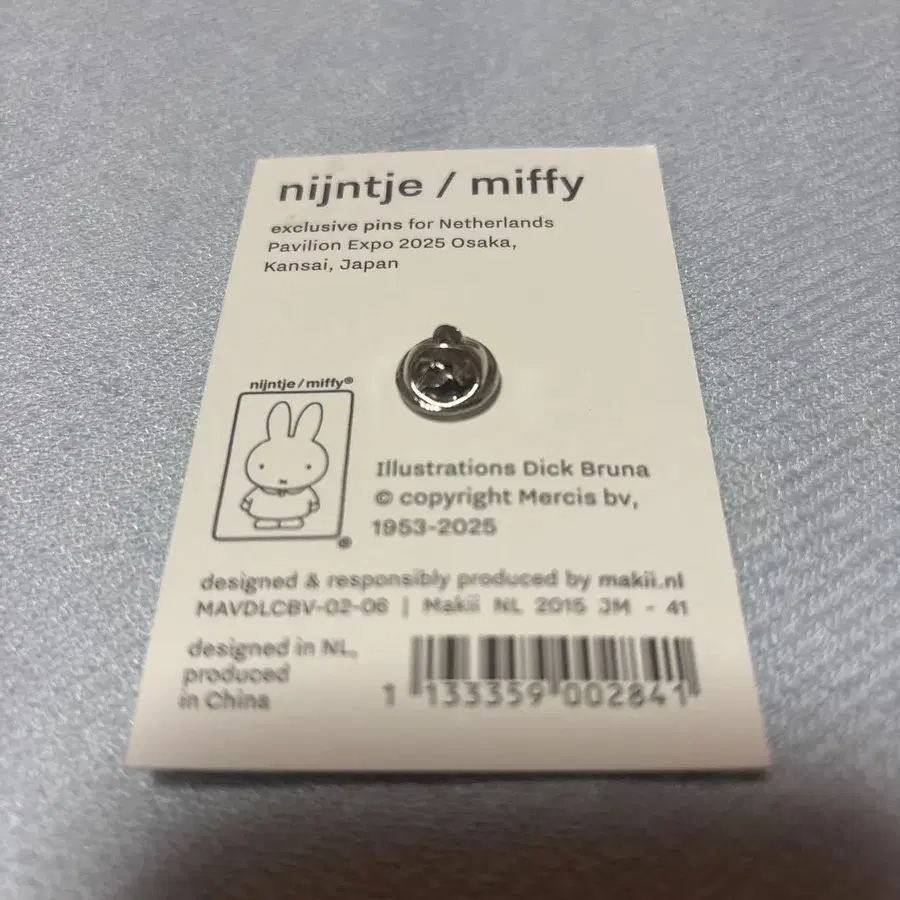 nijntje / miffy
exclusive pins for Netherlands
Pavilion Expo 2025 Osaka,
Kansai, Japan
nijntje/miffy®
®
Illustrations Dick Bruna
© copyright Mercis bv,
1953-2025
designed & responsibly produced by makii.nl
MAVDLCBV-02-06 | Makii NL 2015 JM - 41
designed in NL,
produced
in China
1 133359 002841